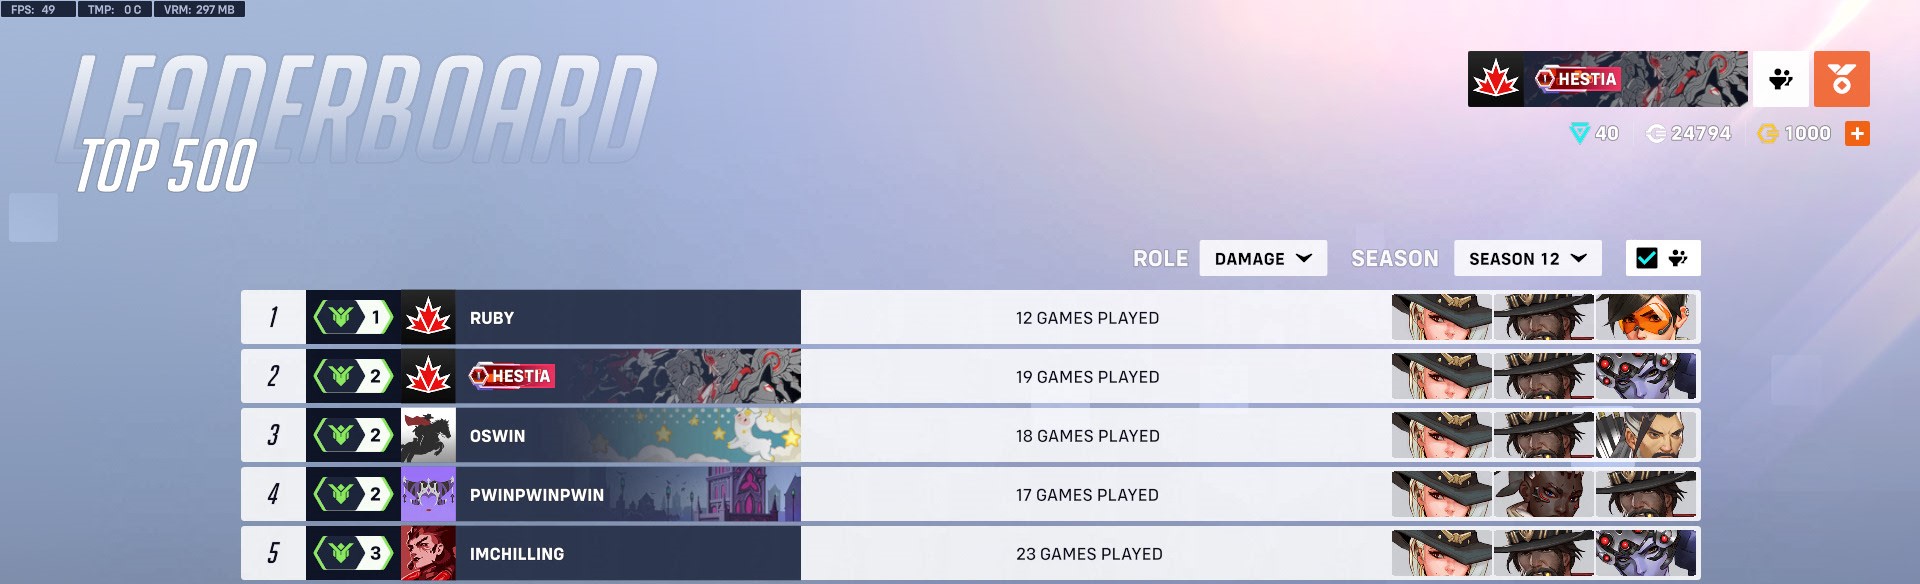 FPS: 49 TMP: 0 C VRM: 297 MB
LEADERBOARD
TOP 500
HESTIA
40 24794 1000 +
ROLE DAMAGE SEASON SEASON 12
1 1 RUBY 12 GAMES PLAYED
2 2 HESTIA 19 GAMES PLAYED
3 2 OSWIN 18 GAMES PLAYED
4 2 PWINPWINPWIN 17 GAMES PLAYED
5 3 IMCHILLING 23 GAMES PLAYED